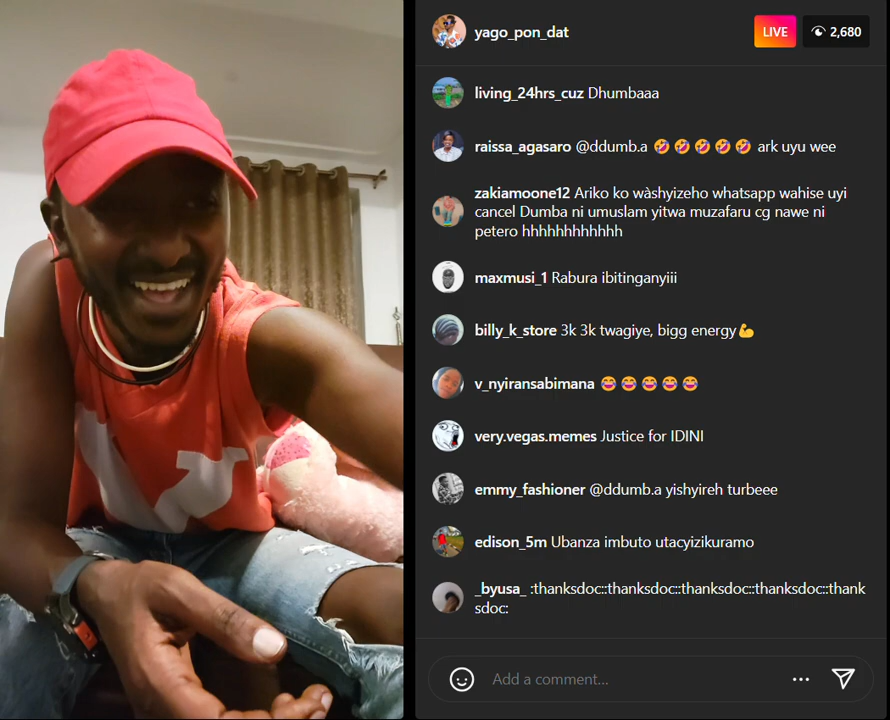 yago_pon_dat
LIVE
2,680
living_24hrs_cuz Dhumbaaa
raissa_agasaro @ddumb.a 🤣🤣🤣🤣🤣 ark uyu wee
zakiamoone12 Ariko ko wàshyizeho whatsapp wahise uyi
cancel Dumba ni umuslam yitwa muzafaru cg nawe ni
petero hhhhhhhhhhhh
maxmusi_1 Rabura ibitinganyiii
billy_k_store 3k 3k twagiye, bigg energy💪
v_nyiransabimana 😂😂😂😂😂
very.vegas.memes Justice for IDINI
emmy_fashioner @ddumb.a yishyireh turbeee
edison_5m Ubanza imbuto utacyizikuramo
_byusa_ :thanksdoc::thanksdoc::thanksdoc::thanksdoc::thank
sdoc:
Add a comment...